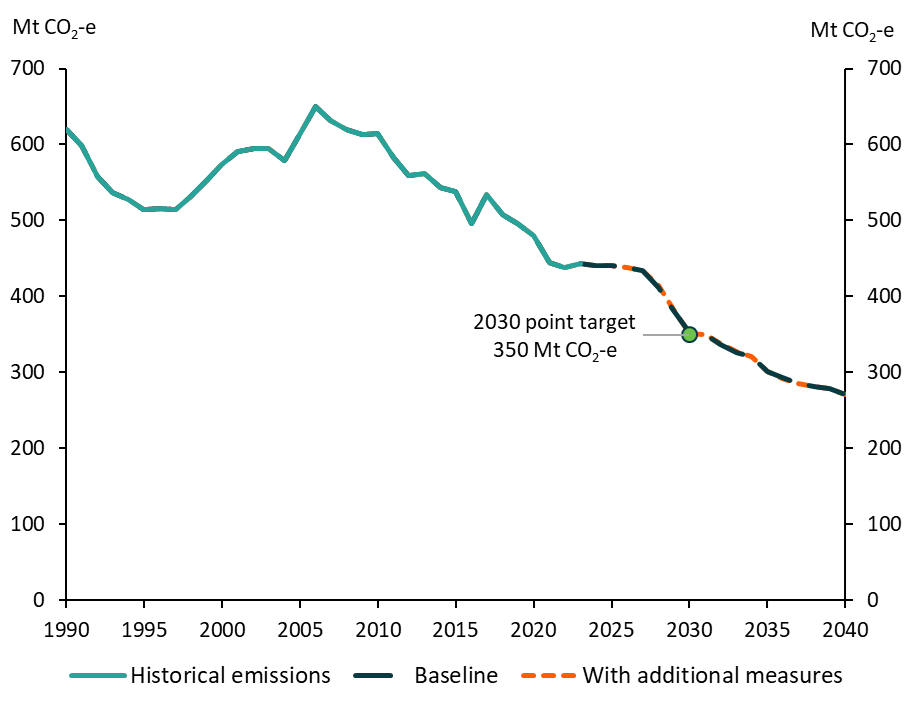 Mt CO₂-e Mt CO₂-e
700 700
600 600
500 500
400 400
2030 point target
350 Mt CO₂-e
300 300
200 200
100 100
0 0
1990 1995 2000 2005 2010 2015 2020 2025 2030 2035 2040
Historical emissions Baseline With additional measures